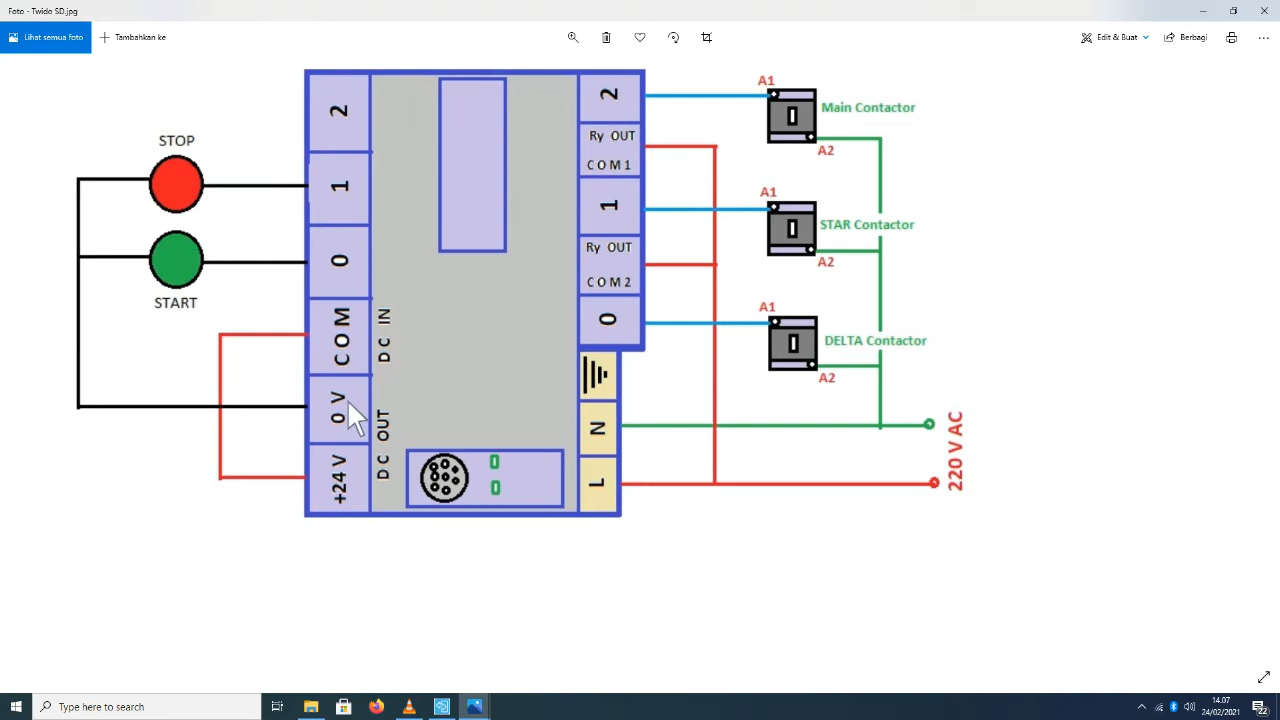 Foto - Twido SD.jpg
Lihat semua foto
Tambahkan ke
Edit & Buat
Berbagi
STOP
START
2
1
0
COM
0 V
+24 V
DC IN
DC OUT
2
Ry OUT
COM1
1
Ry OUT
COM2
0
N
L
A1
Main Contactor
A2
A1
STAR Contactor
A2
A1
DELTA Contactor
A2
220 V AC
Type here to search
14.07
24/02/2021
22